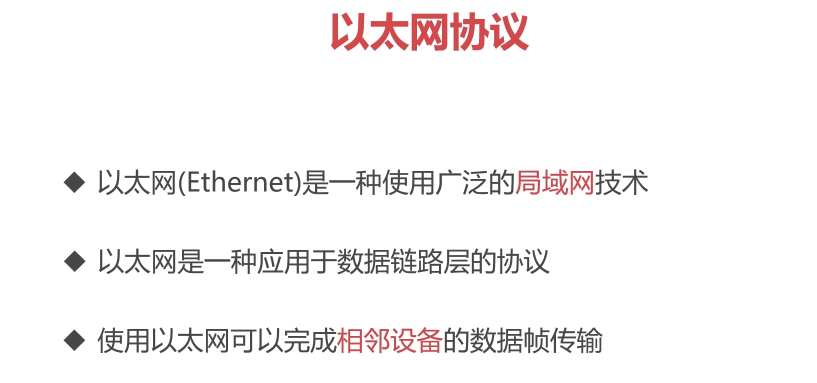 以太网协议
◆ 以太网(Ethernet)是一种使用广泛的局域网技术
◆ 以太网是一种应用于数据链路层的协议
◆ 使用以太网可以完成相邻设备的数据帧传输